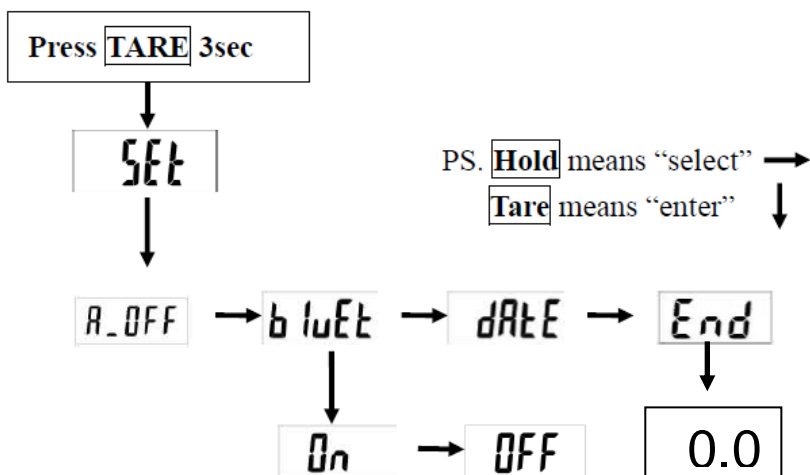 Press TARE 3sec
SEt
PS. Hold means “select”
Tare means “enter”
A_OFF
bluEt
dAtE
End
On
OFF
0.0